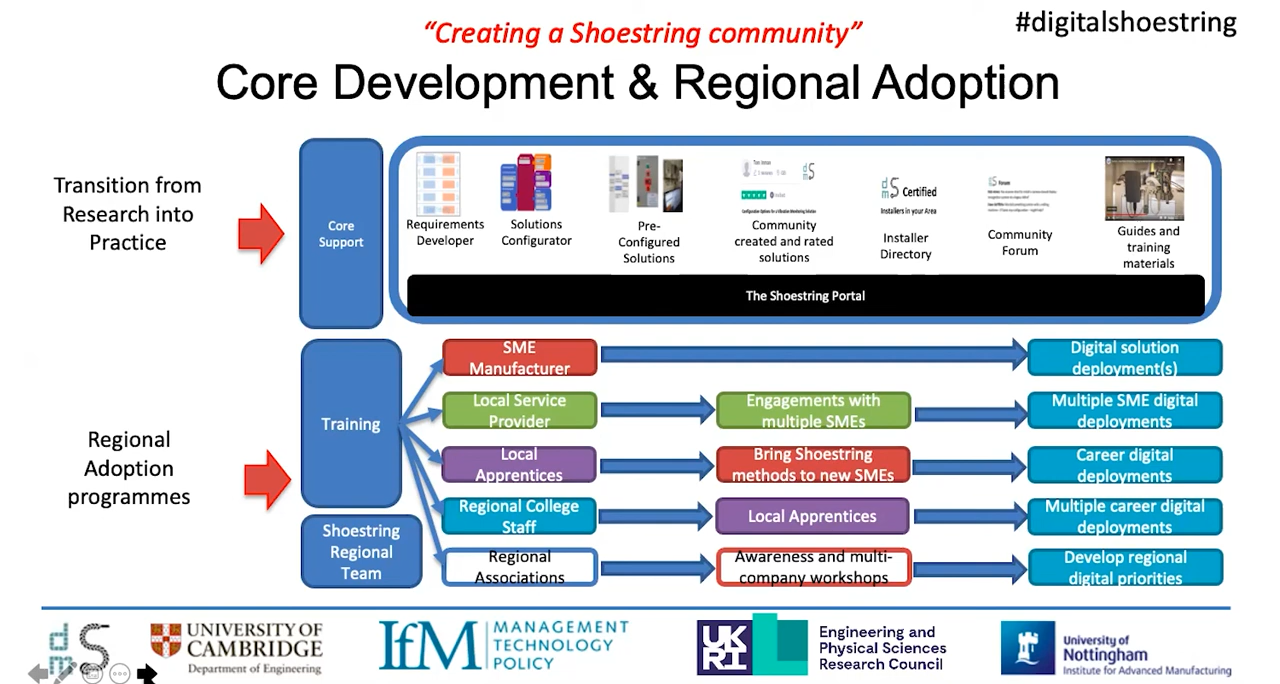 “Creating a Shoestring community”
#digitalshoestring
Core Development & Regional Adoption
Transition from
Research into
Practice
Core
Support
Requirements
Developer
Solutions
Configurator
Pre-
Configured
Solutions
Community
created and rated
solutions
Certified
Installers in your Area
Installer
Directory
Forum
Community
Forum
Guides and
training
materials
The Shoestring Portal
Regional
Adoption
programmes
Training
Shoestring
Regional
Team
SME
Manufacturer
Digital solution
deployment(s)
Local Service
Provider
Engagements with
multiple SMEs
Multiple SME digital
deployments
Local
Apprentices
Bring Shoestring
methods to new SMEs
Career digital
deployments
Regional College
Staff
Local Apprentices
Multiple career digital
deployments
Regional
Associations
Awareness and multi-
company workshops
Develop regional
digital priorities
dmS
UNIVERSITY OF
CAMBRIDGE
Department of Engineering
IfM
MANAGEMENT
TECHNOLOGY
POLICY
UKRI
Engineering and
Physical Sciences
Research Council
University of
Nottingham
Institute for Advanced Manufacturing